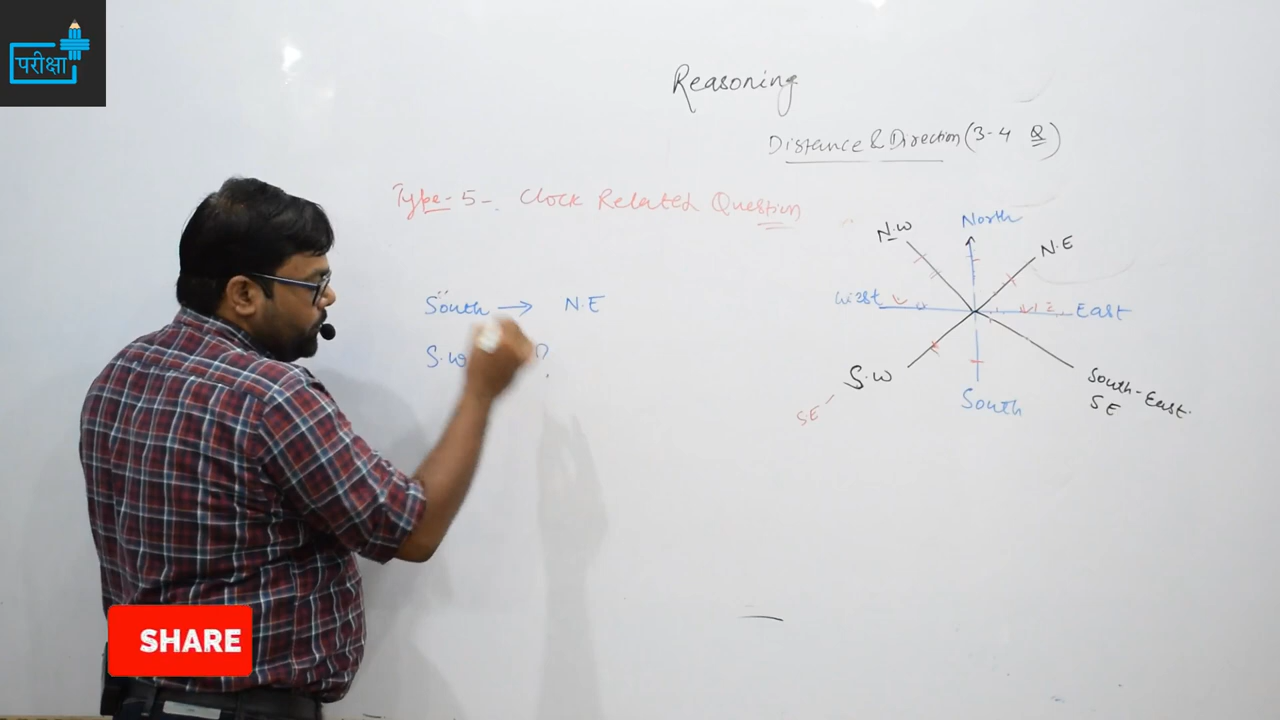 परीक्षा
Reasoning
Distance & Direction (3-4 Q)
Type-5-. Clock Related Question
North
N.W
N.E
West
East
South → N.E
S.W
S.W
South-East
SE
South
SE
SHARE